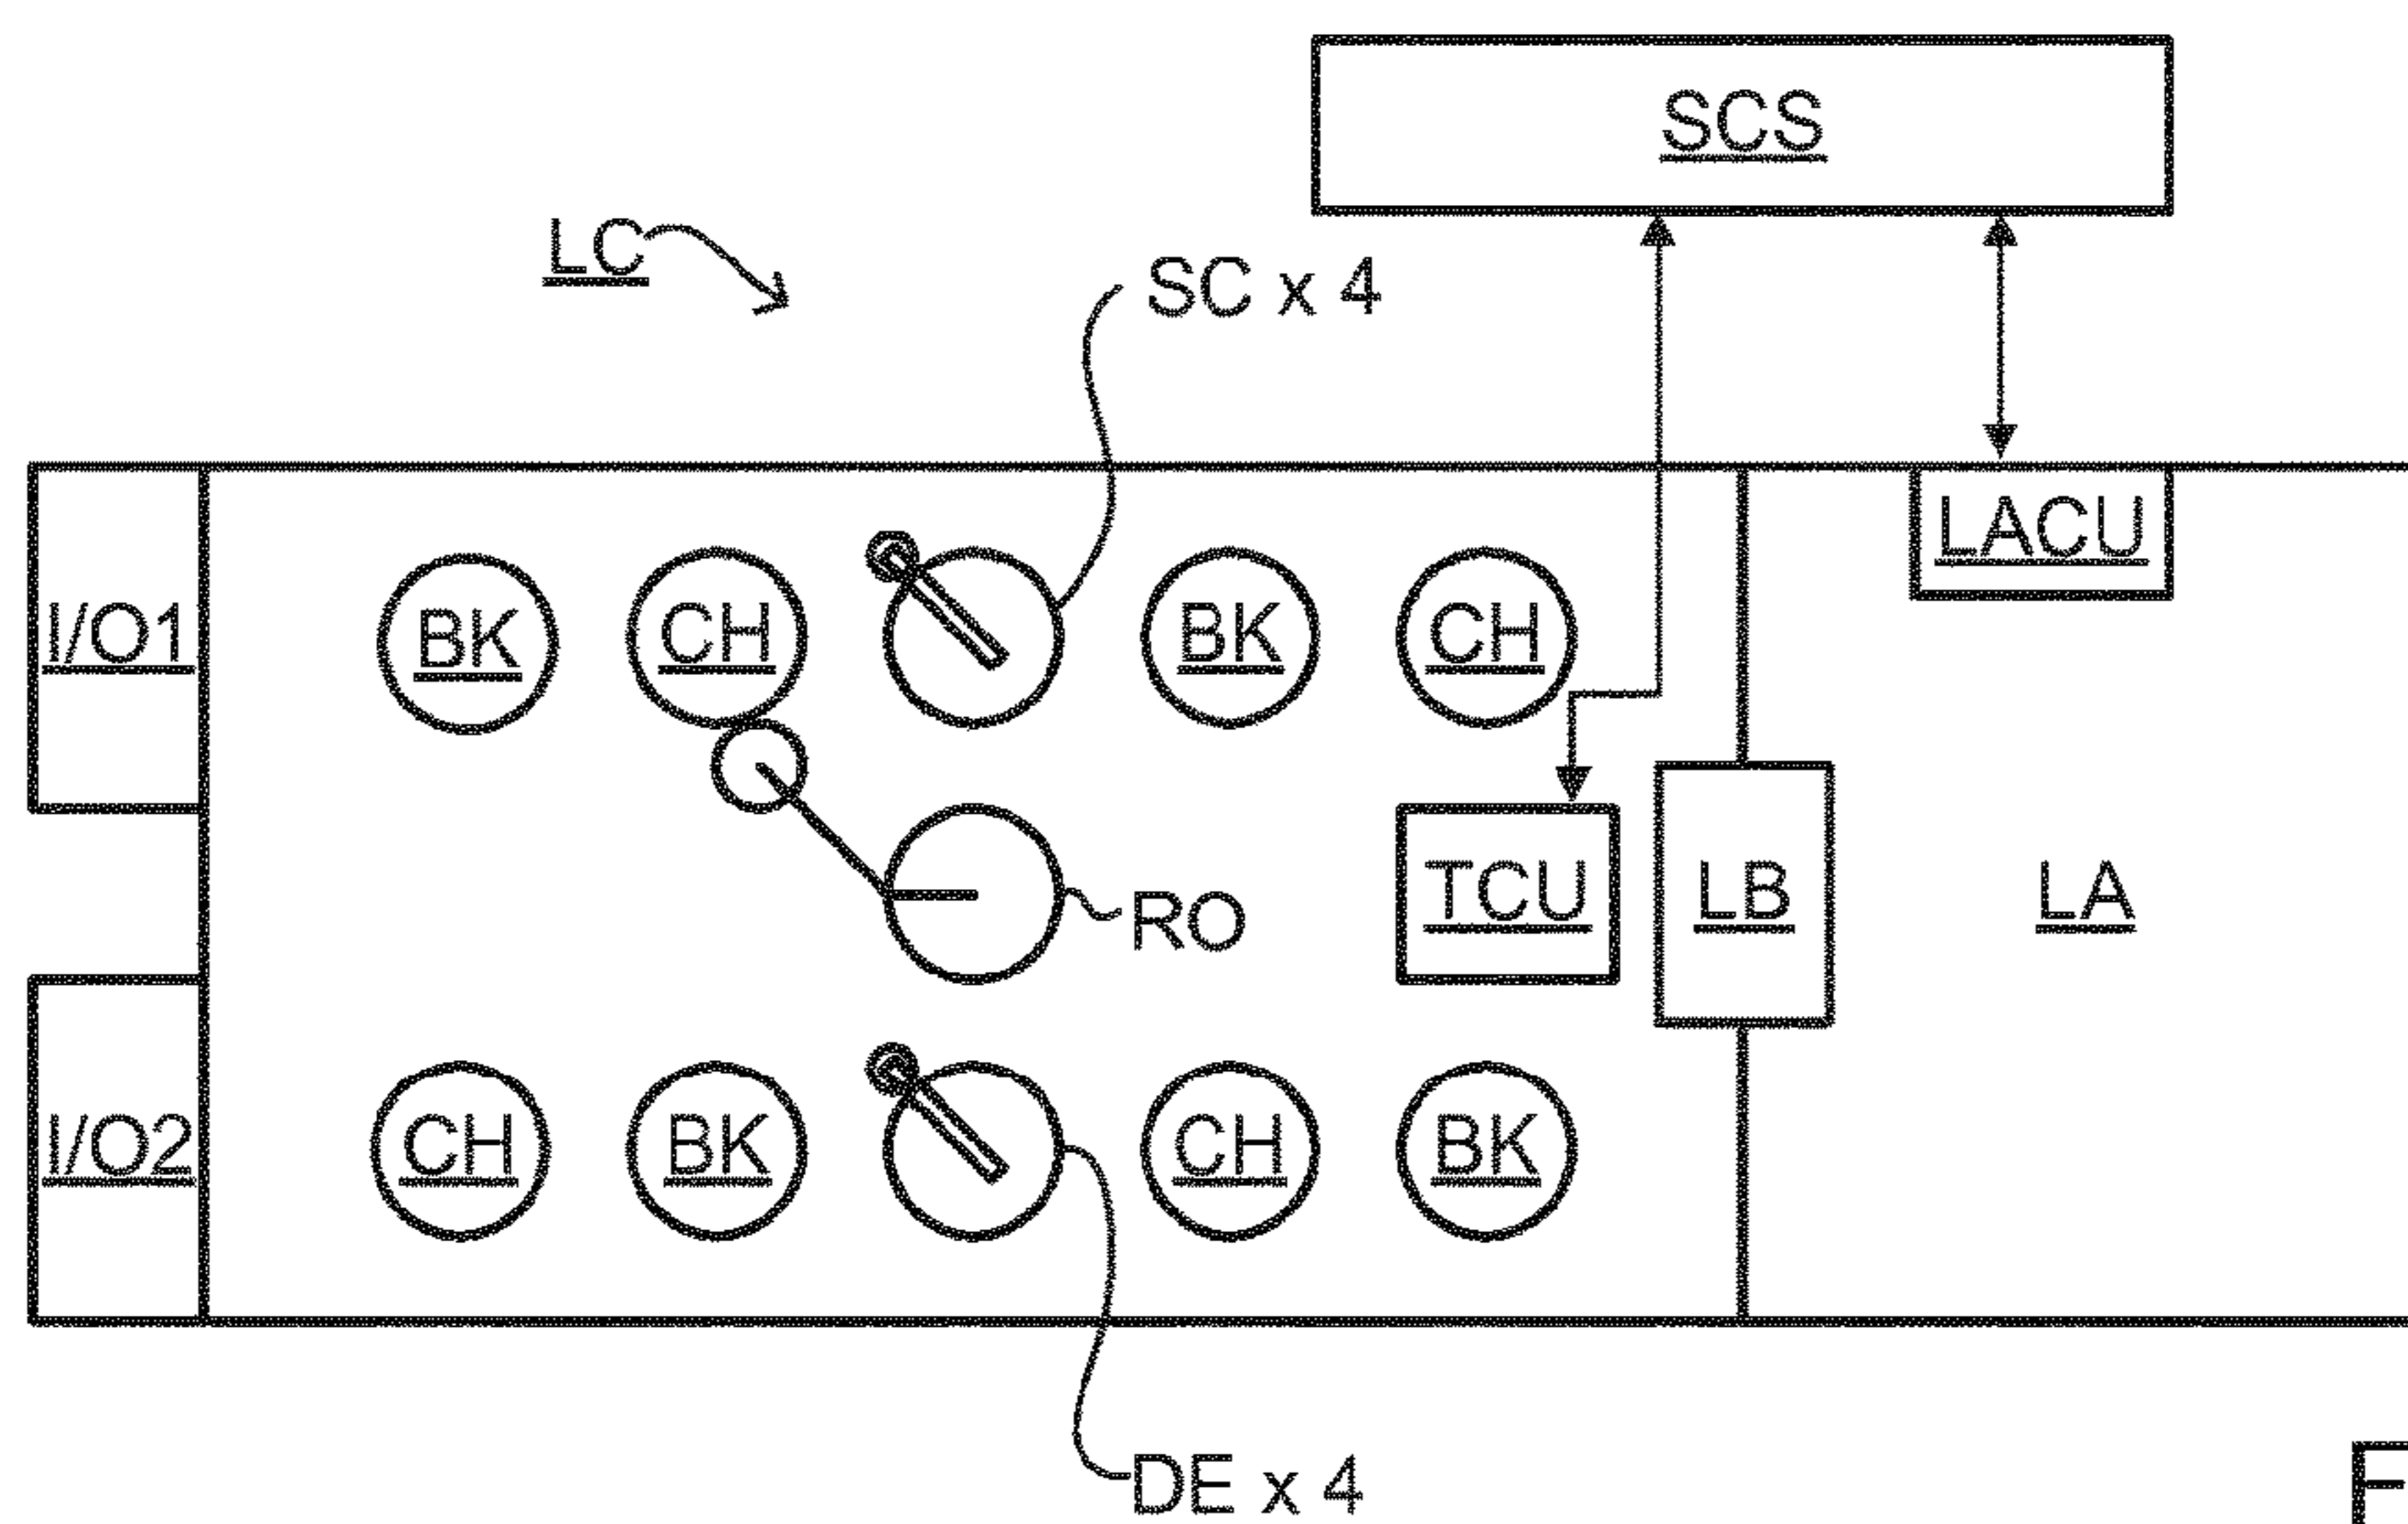 SCS
LC
SC x 4
LACU
I/O1
BK
CH
BK
CH
RO
TCU
LB
LA
I/O2
CH
BK
CH
BK
DE x 4
F